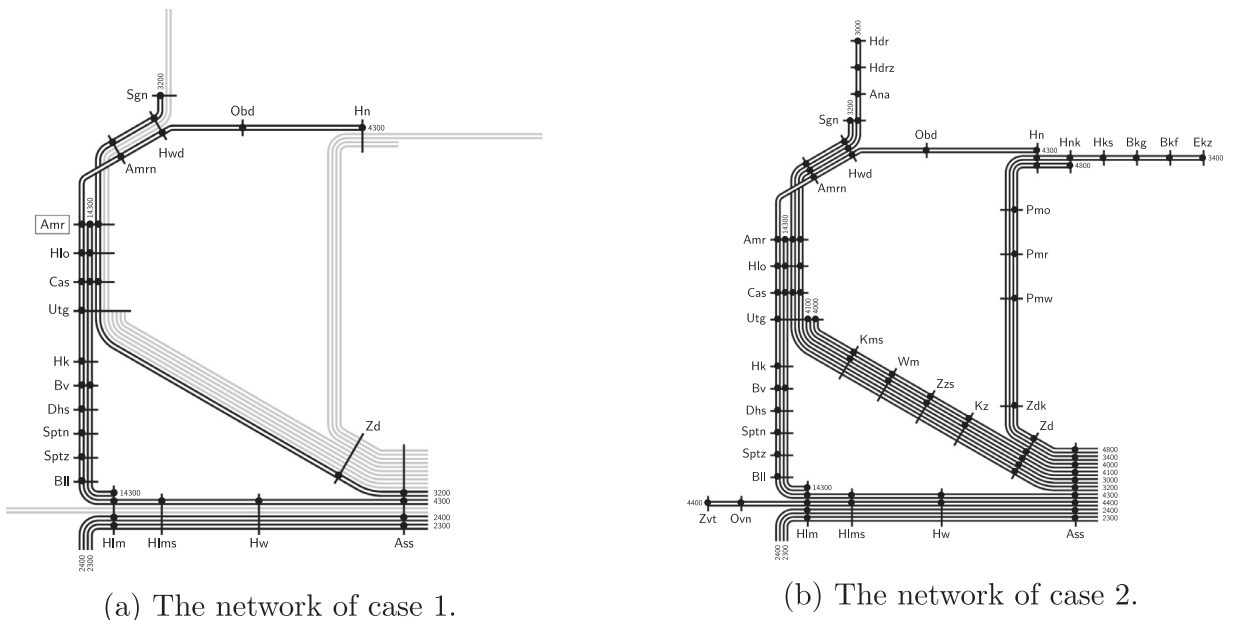 3200
Sgn
Obd
Hn
4300
Hwd
Amrn
14300
Amr
Hlo
Cas
Utg
Hk
Bv
Dhs
Sptn
Sptz
Bll
Zd
14300
3200
4300
2400
2300
Hlm
Hlms
Hw
Ass
2400
2300
(a) The network of case 1.
3000
Hdr
Hdrz
Ana
3200
Sgn
Obd
Hn
4300
Hnk
Hks
Bkg
Bkf
Ekz
3400
4800
Hwd
Amrn
14300
Pmo
Amr
Hlo
Pmr
Cas
Pmw
4100
4000
Utg
Kms
Hk
Wm
Bv
Zzs
Dhs
Kz
Zdk
Sptn
Zd
Sptz
Bll
4800
3400
4000
4100
3000
3200
14300
4300
4400
4400
2400
2300
Zvt
Ovn
Hlm
Hlms
Hw
Ass
2400
2300
(b) The network of case 2.